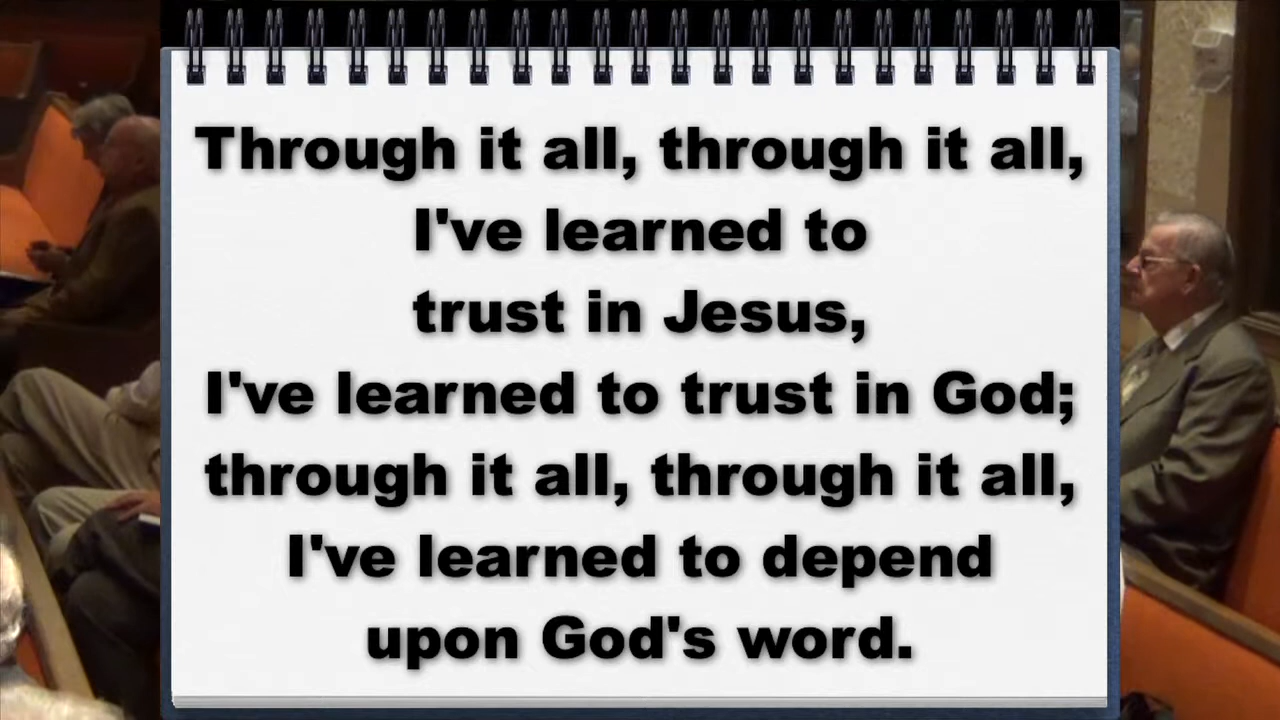 Through it all, through it all,
I've learned to
trust in Jesus,
I've learned to trust in God;
through it all, through it all,
I've learned to depend
upon God's word.